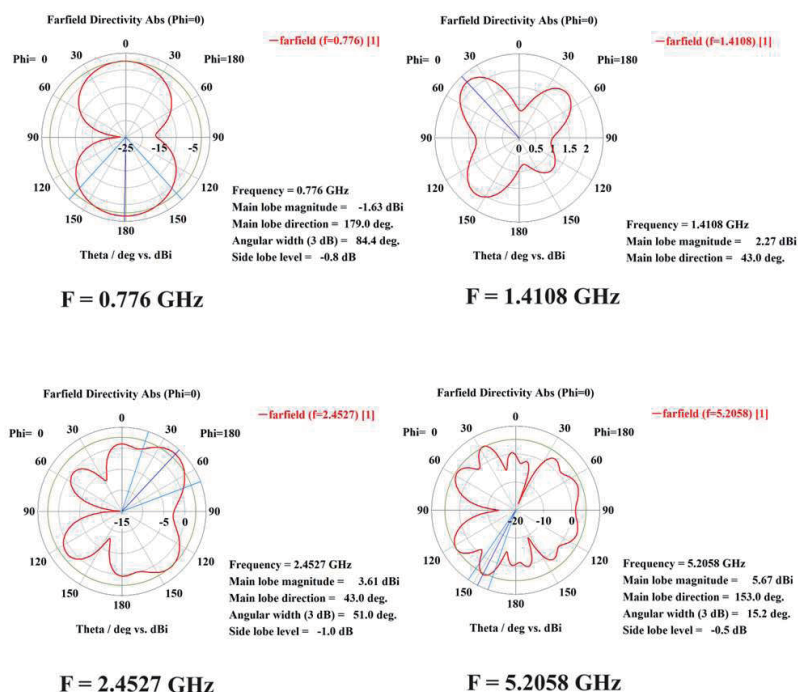 Farfield Directivity Abs (Phi=0)
farfield (f=0.776) [1]
Phi= 0
30
0
30
Phi=180
60
60
90
-25
-15
-5
90
120
120
150
180
150
Theta / deg vs. dBi
Frequency = 0.776 GHz
Main lobe magnitude = -1.63 dBi
Main lobe direction = 179.0 deg.
Angular width (3 dB) = 84.4 deg.
Side lobe level = -0.8 dB
F = 0.776 GHz
Farfield Directivity Abs (Phi=0)
farfield (f=1.4108) [1]
Phi= 0
30
0
30
Phi=180
60
60
90
0 0.5 1 1.5 2
90
120
120
150
180
150
Theta / deg vs. dBi
Frequency = 1.4108 GHz
Main lobe magnitude = 2.27 dBi
Main lobe direction = 43.0 deg.
F = 1.4108 GHz
Farfield Directivity Abs (Phi=0)
farfield (f=2.4527) [1]
Phi= 0
30
0
30
Phi=180
60
60
90
-15
-5
0
90
120
120
150
180
150
Theta / deg vs. dBi
Frequency = 2.4527 GHz
Main lobe magnitude = 3.61 dBi
Main lobe direction = 43.0 deg.
Angular width (3 dB) = 51.0 deg.
Side lobe level = -1.0 dB
F = 2.4527 GHz
Farfield Directivity Abs (Phi=0)
farfield (f=5.2058) [1]
Phi= 0
30
0
30
Phi=180
60
60
90
-20
-10
0
90
120
120
150
180
150
Theta / deg vs. dBi
Frequency = 5.2058 GHz
Main lobe magnitude = 5.67 dBi
Main lobe direction = 153.0 deg.
Angular width (3 dB) = 15.2 deg.
Side lobe level = -0.5 dB
F = 5.2058 GHz